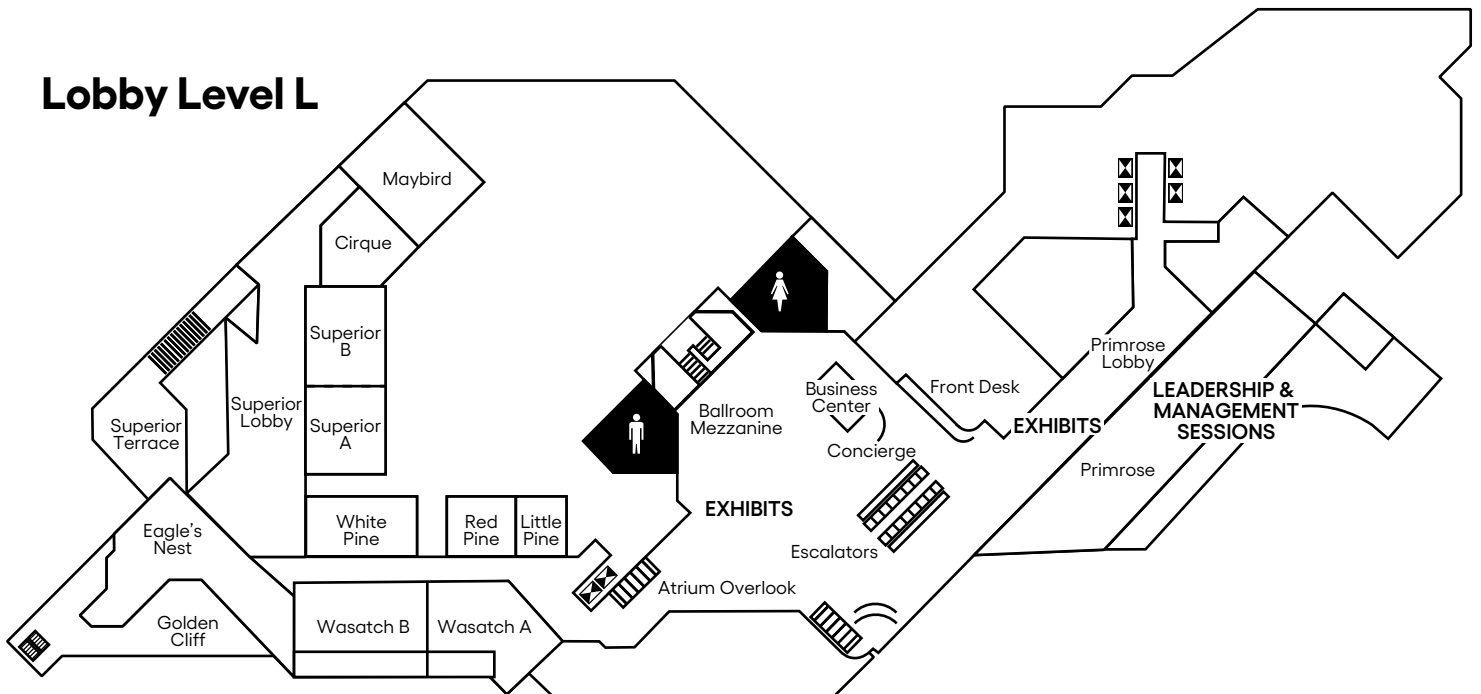 Lobby Level L
Maybird
Cirque
Superior
B
Superior
A
Superior
Lobby
Superior
Terrace
Eagle's
Nest
Golden
Cliff
White
Pine
Red
Pine
Little
Pine
Wasatch B
Wasatch A
Ballroom
Mezzanine
Business
Center
Concierge
Front Desk
EXHIBITS
Escalators
Atrium Overlook
Primrose
Lobby
EXHIBITS
LEADERSHIP &
MANAGEMENT
SESSIONS
Primrose